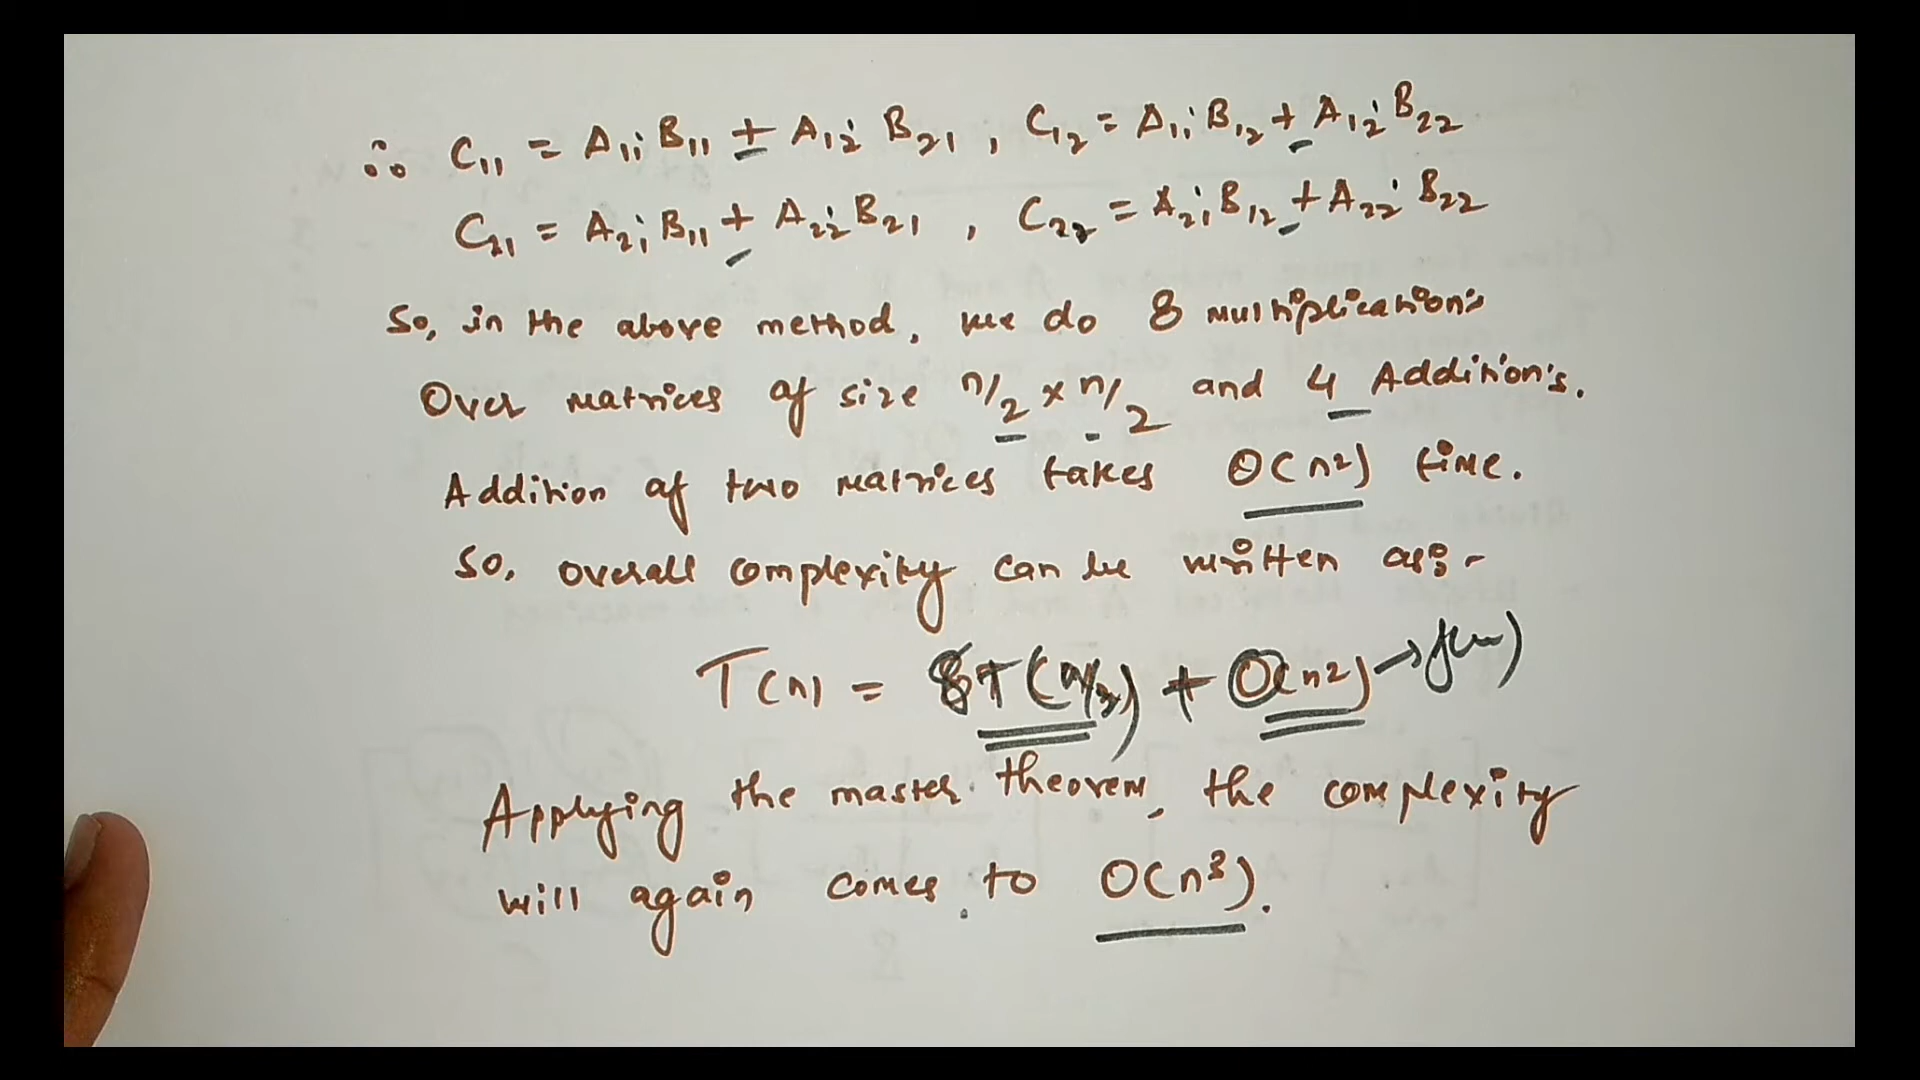 ∴ C11 = A11·B11 + A12·B21, C12 = A11·B12 + A12·B22
C21 = A21·B11 + A22·B21, C22 = A21·B12 + A22·B22
So, in the above method, we do 8 multiplication's
Over matrices of size n/2 × n/2 and 4 Addition's.
Addition of two matrices takes O(n2) time.
So, overall complexity can be written as:-
T(n) = 8T(n/2) + O(n2) → f(n)
Applying the master theorem, the complexity
will again comes to O(n3).